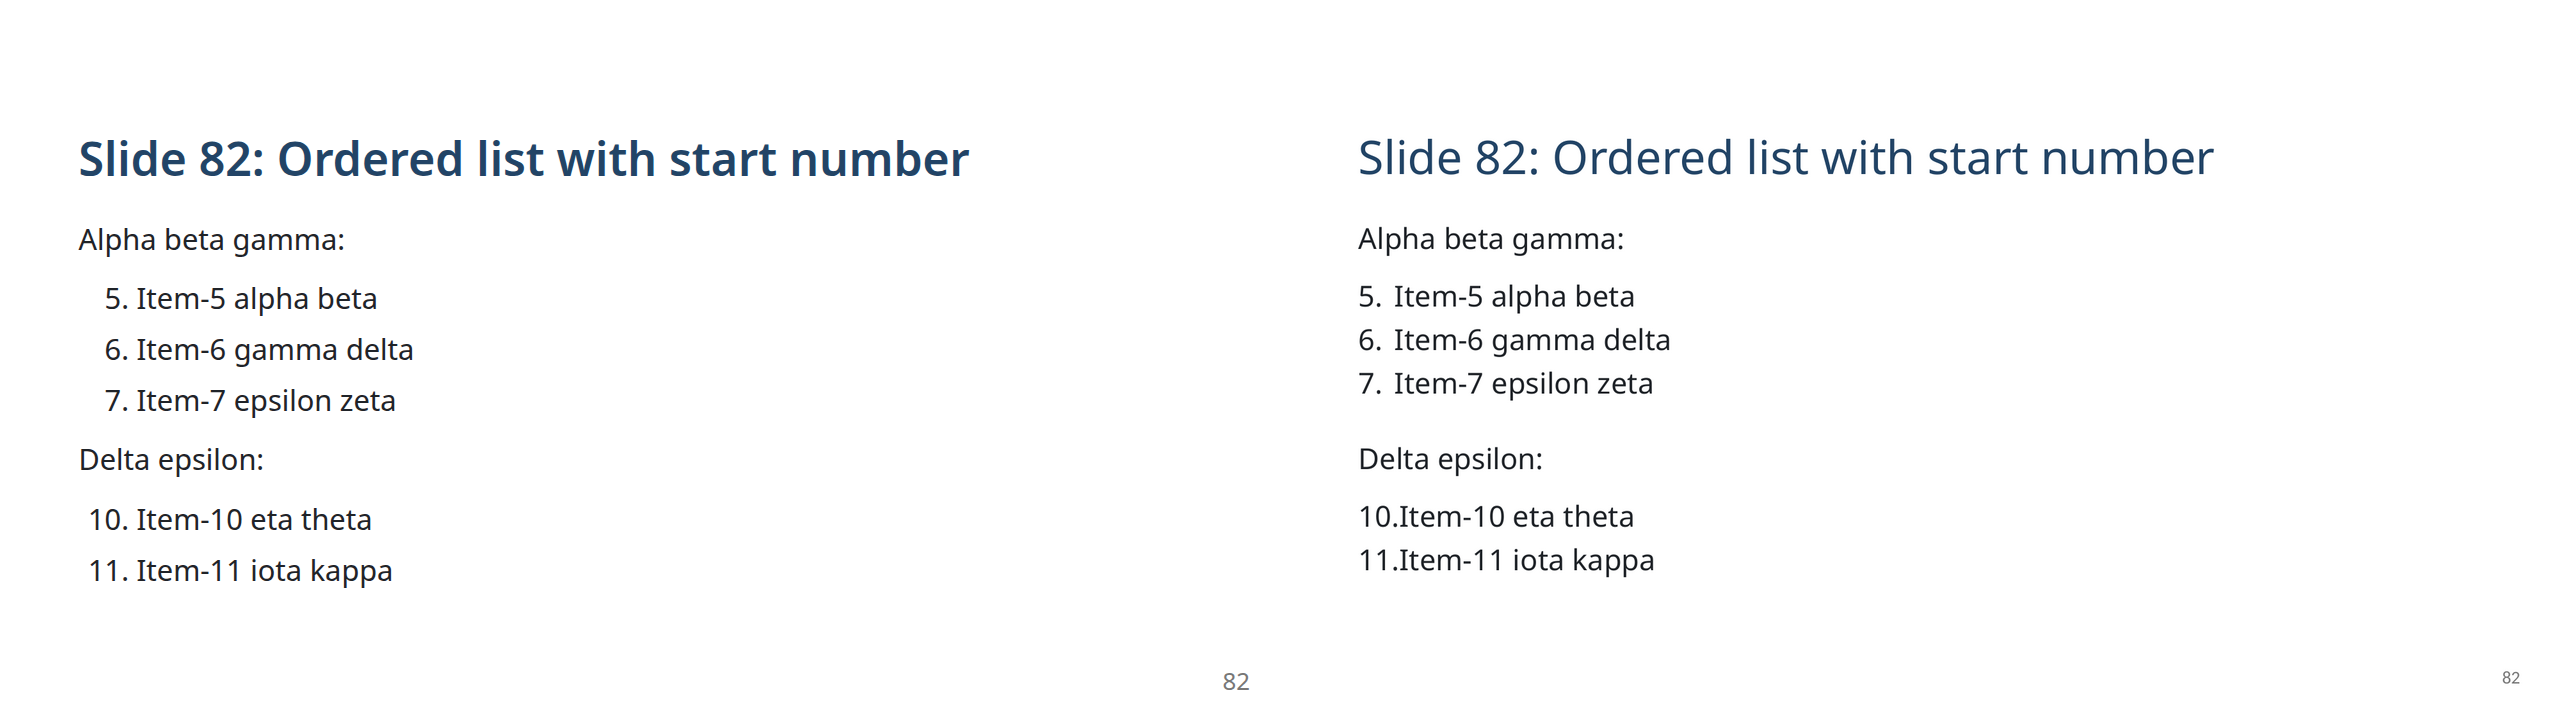 Slide 82: Ordered list with start number
Alpha beta gamma:
5. Item-5 alpha beta
6. Item-6 gamma delta
7. Item-7 epsilon zeta
Delta epsilon:
10. Item-10 eta theta
11. Item-11 iota kappa
82
Slide 82: Ordered list with start number
Alpha beta gamma:
5. Item-5 alpha beta
6. Item-6 gamma delta
7. Item-7 epsilon zeta
Delta epsilon:
10.Item-10 eta theta
11.Item-11 iota kappa
82